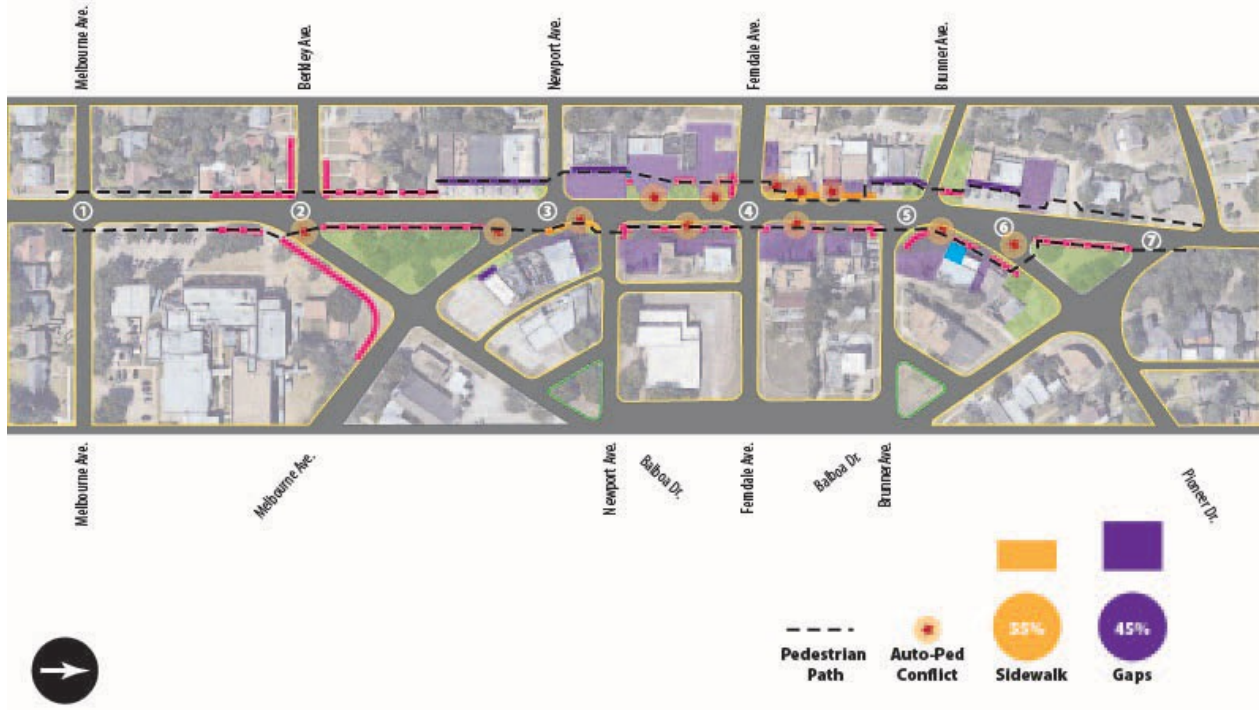 Melbourne Ave.
Berkley Ave.
Newport Ave.
Ferndale Ave.
Brunner Ave.
1
2
3
4
5
6
7
Melbourne Ave.
Melbourne Ave.
Newport Ave.
Balboa Dr.
Ferndale Ave.
Balboa Dr.
Brunner Ave.
Pioneer Dr.
Pedestrian
Path
Auto-Ped
Conflict
55%
Sidewalk
45%
Gaps